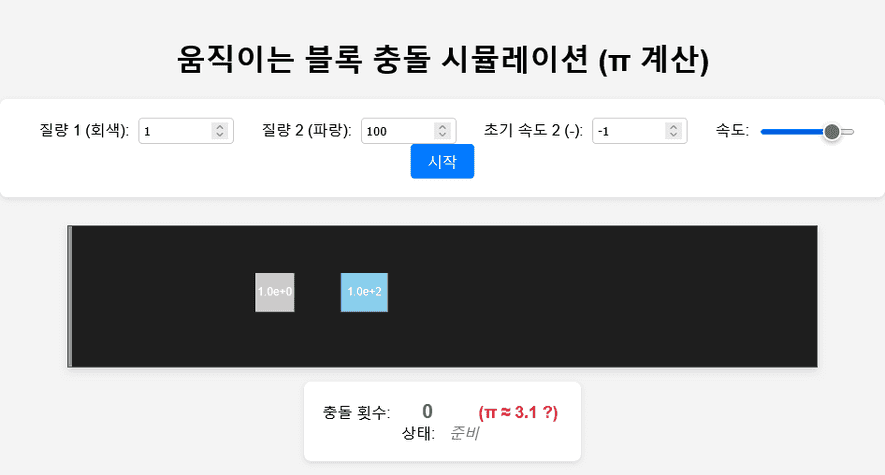 움직이는 블록 충돌 시뮬레이션 (π 계산)
질량 1 (회색): 1 질량 2 (파랑): 100 초기 속도 2 (-): -1 속도:
시작
1.0e+0 1.0e+2
충돌 횟수: 0 (π ≈ 3.1 ?)
상태: 준비